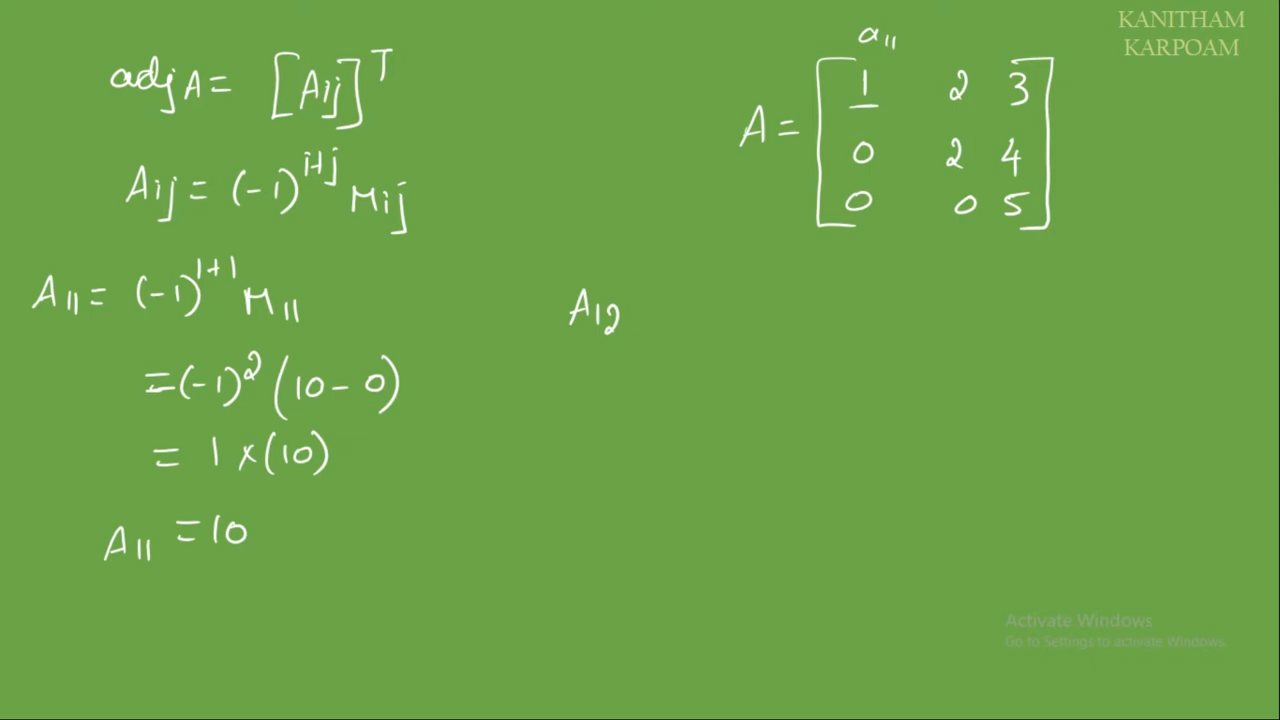 KANITHAM
KARPOAM
adj A = [Aij]^T
Aij = (-1)^i+j Mij
A11 = (-1)^1+1 M11
= (-1)^2 (10 - 0)
= 1 × (10)
A11 = 10
a11
A = [1 2 3
0 2 4
0 0 5]
A12
Activate Windows
Go to Settings to activate Windows.